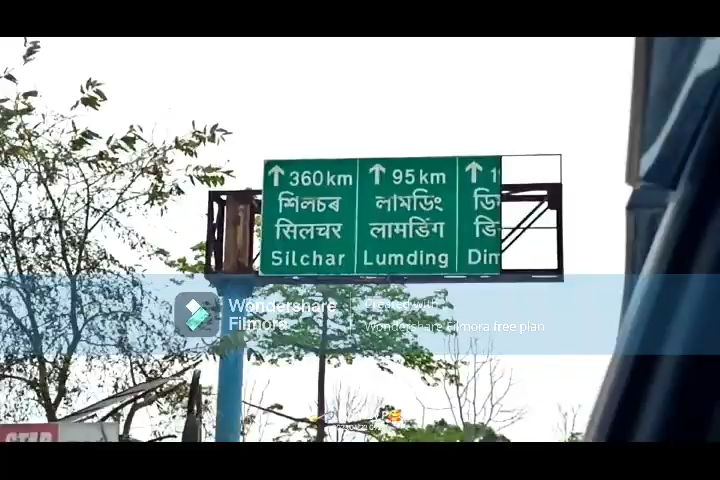 360 km
শিলচৰ
सिलचर
Silchar
95 km
লামডিং
लामडिंग
Lumding
Wondershare
Filmora
Created with
Wondershare Filmora free plan